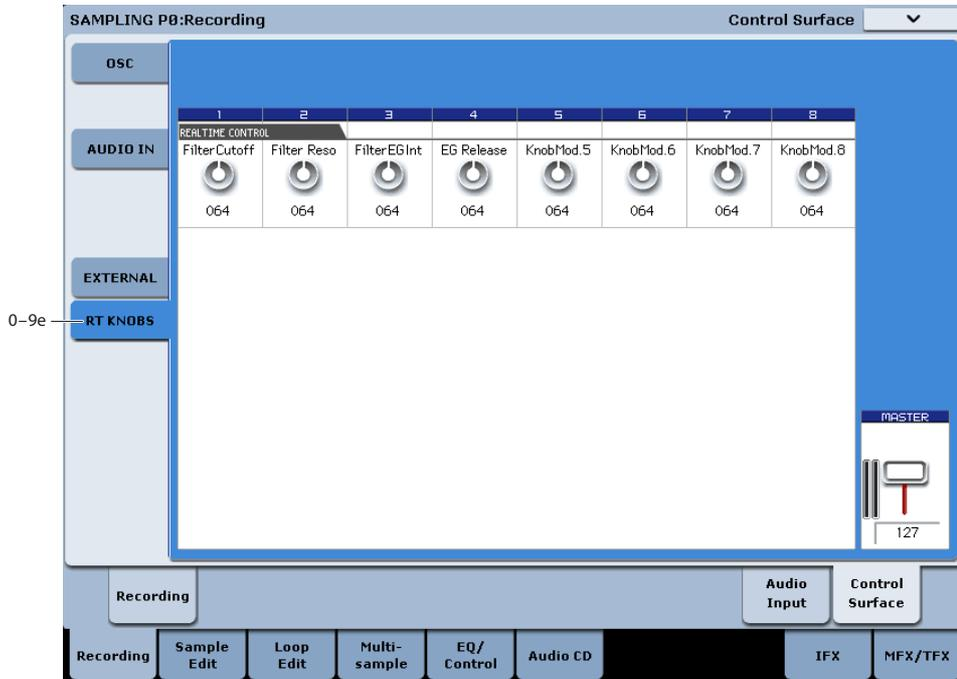 SAMPLING P0:Recording Control Surface
OSC
1 2 3 4 5 6 7 8
REALTIME CONTROL
AUDIO IN
FilterCutoff Filter Reso FilterEGInt EG Release KnobMod.5 KnobMod.6 KnobMod.7 KnobMod.8
064 064 064 064 064 064 064 064
EXTERNAL
0–9e RT KNOBS
MASTER
127
Recording
Audio Input
Control Surface
Recording
Sample Edit
Loop Edit
Multi-sample
EQ/Control
Audio CD
IFX
MFX/TFX